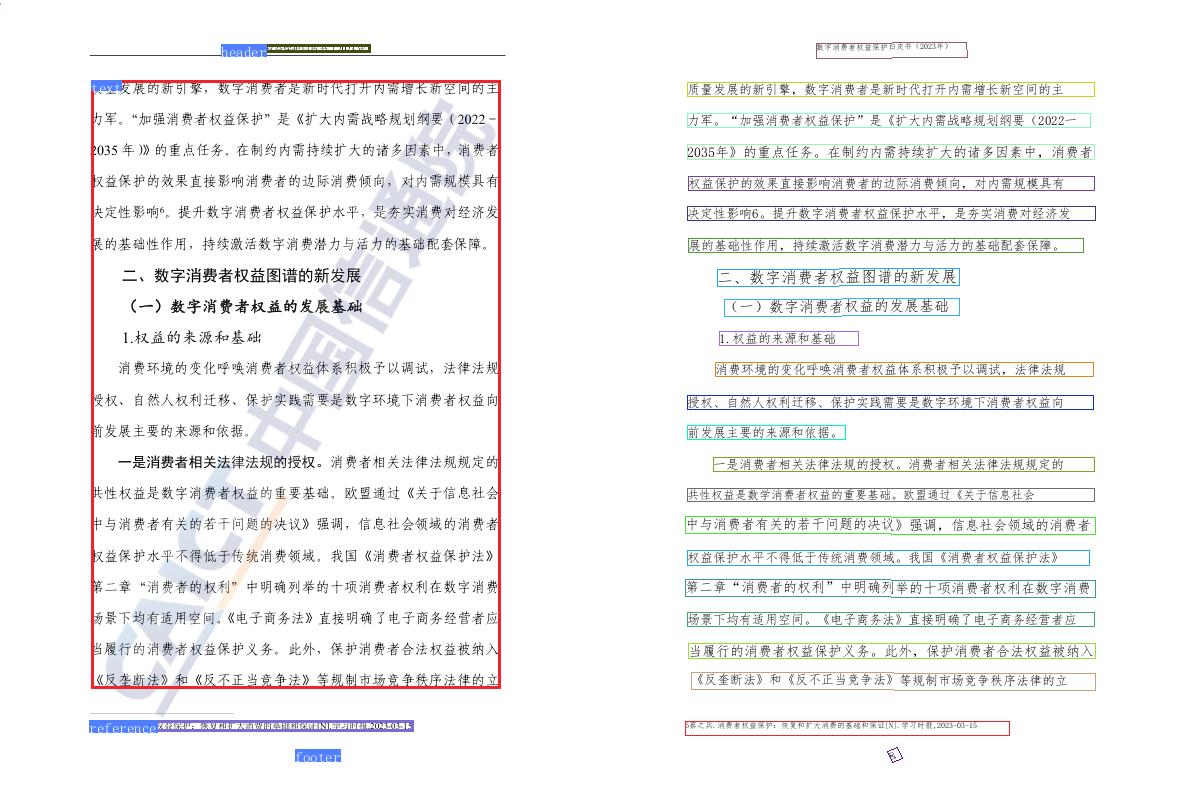 header
text发展的新引擎，数字消费者是新时代打开内需增长新空间的主
力军。“加强消费者权益保护”是《扩大内需战略规划纲要（2022－
2035 年）》的重点任务。在制约内需持续扩大的诸多因素中，消费者
权益保护的效果直接影响消费者的边际消费倾向，对内需规模具有
决定性影响6。提升数字消费者权益保护水平，是夯实消费对经济发
展的基础性作用，持续激活数字消费潜力与活力的基础配套保障。
二、数字消费者权益图谱的新发展
（一）数字消费者权益的发展基础
1.权益的来源和基础
消费环境的变化呼唤消费者权益体系积极予以调试，法律法规
授权、自然人权利迁移、保护实践需要是数字环境下消费者权益向
前发展主要的来源和依据。
一是消费者相关法律法规的授权。消费者相关法律法规规定的
共性权益是数字消费者权益的重要基础。欧盟通过《关于信息社会
中与消费者有关的若干问题的决议》强调，信息社会领域的消费者
权益保护水平不得低于传统消费领域。我国《消费者权益保护法》
第二章“消费者的权利”中明确列举的十项消费者权利在数字消费
场景下均有适用空间。《电子商务法》直接明确了电子商务经营者应
当履行的消费者权益保护义务。此外，保护消费者合法权益被纳入
《反垄断法》和《反不正当竞争法》等规制市场竞争秩序法律的立
reference权益保护：恢复和扩大消费的基础和保证[N].学习时报,2023-03-15
footer
CAICT 中国信通院
数字消费者权益保护白皮书（2023年）
质量发展的新引擎，数字消费者是新时代打开内需增长新空间的主
力军。“加强消费者权益保护”是《扩大内需战略规划纲要（2022一
2035年》的重点任务。在制约内需持续扩大的诸多因素中，消费者
权益保护的效果直接影响消费者的边际消费倾向，对内需规模具有
决定性影响6。提升数字消费者权益保护水平，是夯实消费对经济发
展的基础性作用，持续激活数字消费潜力与活力的基础配套保障。
二、数字消费者权益图谱的新发展
（一）数字消费者权益的发展基础
1.权益的来源和基础
消费环境的变化呼唤消费者权益体系积极予以调试，法律法规
授权、自然人权利迁移、保护实践需要是数字环境下消费者权益向
前发展主要的来源和依据。
一是消费者相关法律法规的授权。消费者相关法律法规规定的
共性权益是数学消费者权益的重要基础。欧盟通过《关于信息社会
中与消费者有关的若干问题的决议》强调，信息社会领域的消费者
权益保护水平不得低于传统消费领域。我国《消费者权益保护法》
第二章“消费者的权利”中明确列举的十项消费者权利在数字消费
场景下均有适用空间。《电子商务法》直接明确了电子商务经营者应
当履行的消费者权益保护义务。此外，保护消费者合法权益被纳入
《反奎断法》和《反不正当竞争法》等规制市场竞争秩序法律的立
6蔡之兵.消费者权益保护：恢复和扩大消费的基础和保证[N].学习时报,2023-03-15